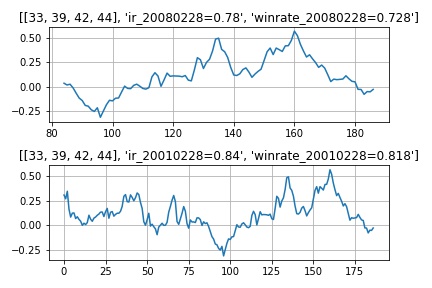 [[33, 39, 42, 44], 'ir_20080228=0.78', 'winrate_20080228=0.728']
0.50
0.25
0.00
−0.25
80 100 120 140 160 180
[[33, 39, 42, 44], 'ir_20010228=0.84', 'winrate_20010228=0.818']
0.50
0.25
0.00
−0.25
0 25 50 75 100 125 150 175